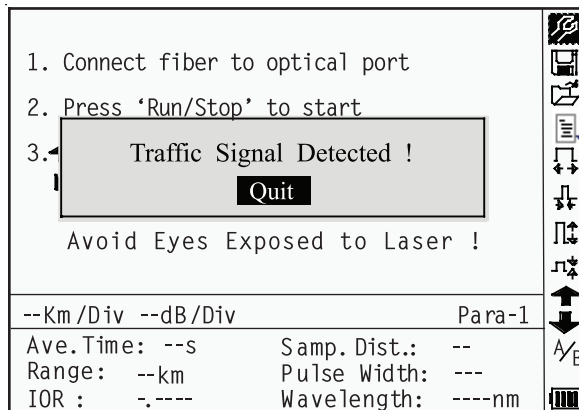 1. Connect fiber to optical port
2. Press ‘Run/Stop’ to start
3.
Traffic Signal Detected !
Quit
Avoid Eyes Exposed to Laser !
--Km/Div --dB/Div Para-1
Ave.Time: --s Samp.Dist.: --
Range: --km Pulse Width: ---
IOR : -.---- Wavelength: ----nm
A/B